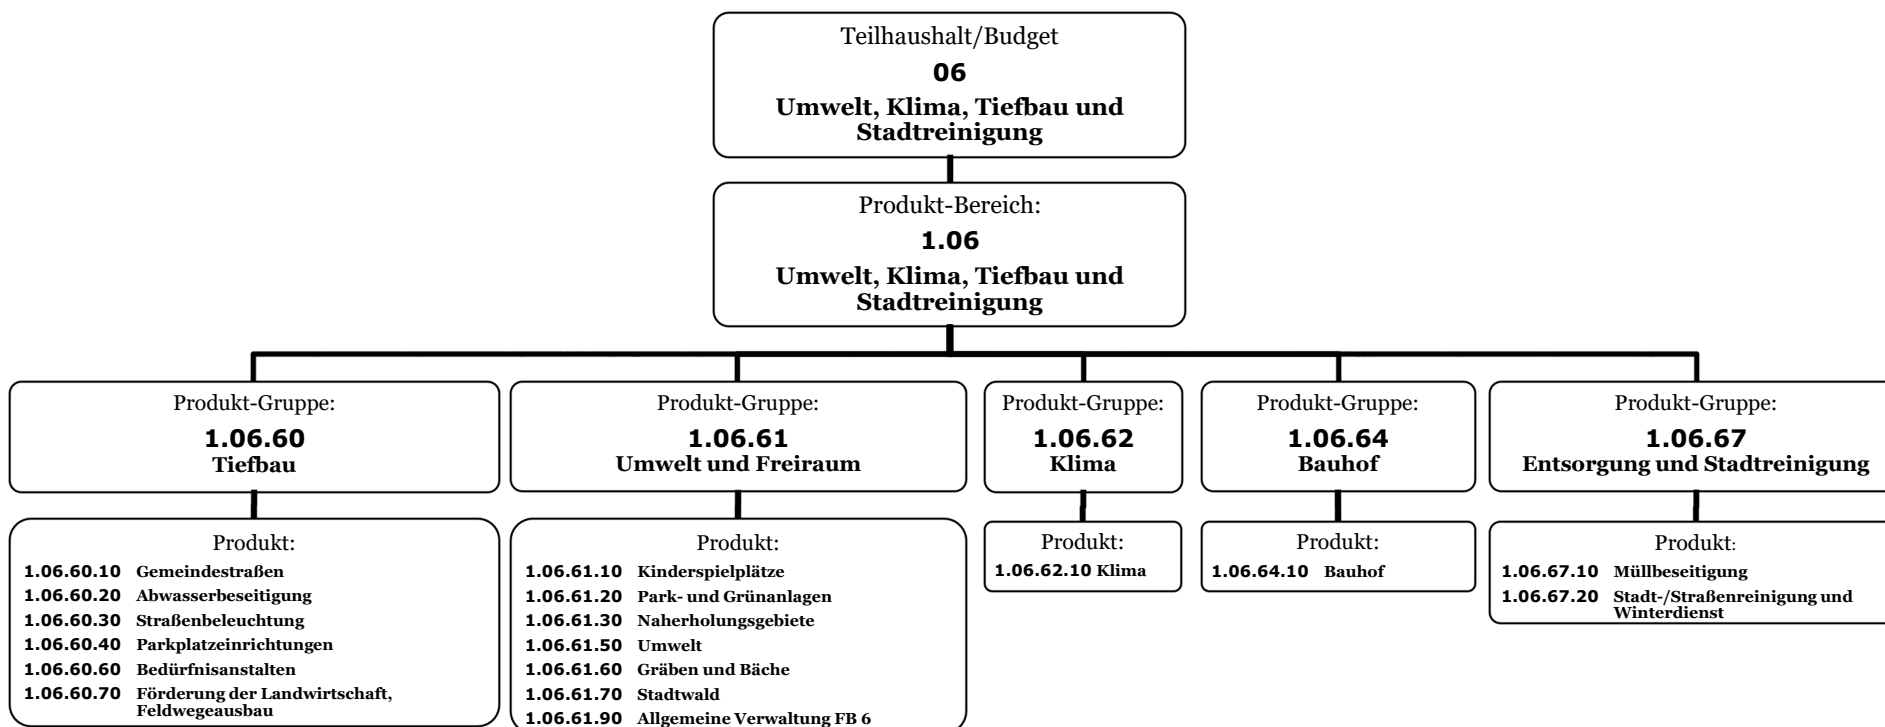 Teilhaushalt/Budget
06
Umwelt, Klima, Tiefbau und
Stadtreinigung
Produkt-Bereich:
1.06
Umwelt, Klima, Tiefbau und
Stadtreinigung
Produkt-Gruppe:
1.06.60
Tiefbau
Produkt-Gruppe:
1.06.61
Umwelt und Freiraum
Produkt-Gruppe:
1.06.62
Klima
Produkt-Gruppe:
1.06.64
Bauhof
Produkt-Gruppe:
1.06.67
Entsorgung und Stadtreinigung
Produkt:
1.06.60.10 Gemeindestraßen
1.06.60.20 Abwasserbeseitigung
1.06.60.30 Straßenbeleuchtung
1.06.60.40 Parkplatzeinrichtungen
1.06.60.60 Bedürfnisanstalten
1.06.60.70 Förderung der Landwirtschaft,
Feldwegeausbau
Produkt:
1.06.61.10 Kinderspielplätze
1.06.61.20 Park- und Grünanlagen
1.06.61.30 Naherholungsgebiete
1.06.61.50 Umwelt
1.06.61.60 Gräben und Bäche
1.06.61.70 Stadtwald
1.06.61.90 Allgemeine Verwaltung FB 6
Produkt:
1.06.62.10 Klima
Produkt:
1.06.64.10 Bauhof
Produkt:
1.06.67.10 Müllbeseitigung
1.06.67.20 Stadt-/Straßenreinigung und
Winterdienst